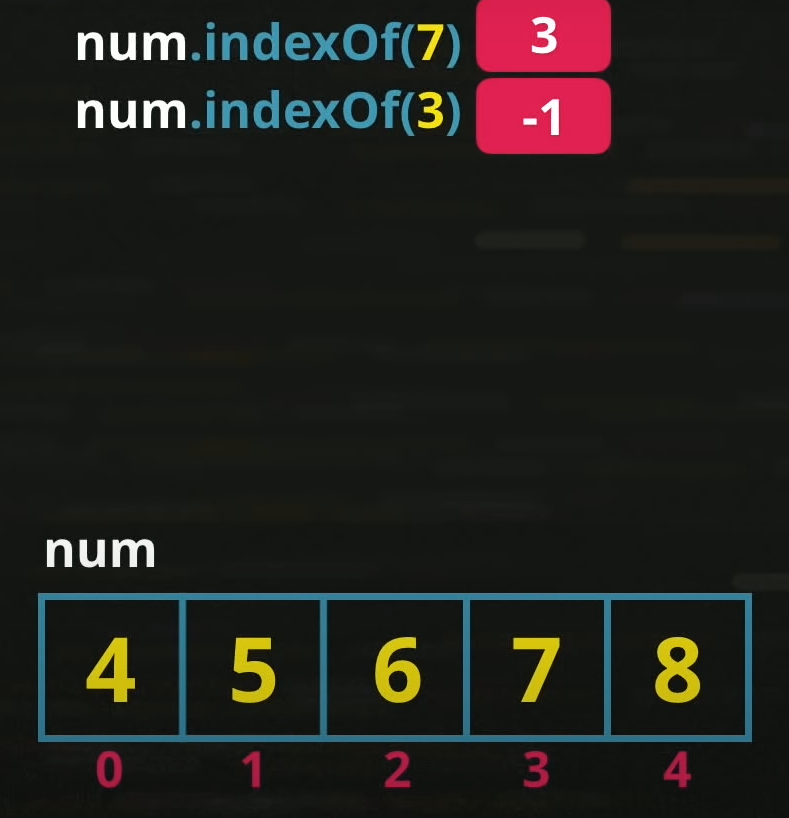 num.indexOf(7) 3
num.indexOf(3) -1
num
4 5 6 7 8
0 1 2 3 4